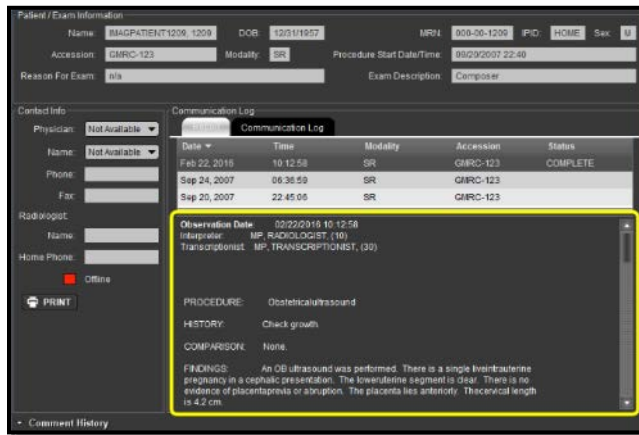 Patient / Exam Information
Name: IMAGPATIENT1209, 1209 DOB: 12/31/1957 MRN: 000-00-1209 IPID: HOME Sex: U
Accession: GMRC-123 Modality: SR Procedure Start Date/Time: 09/20/2007 22:40
Reason For Exam: n/a Exam Description: Composer
Contact Info
Physician: Not Available
Name: Not Available
Phone:
Fax:
Radiologist:
Name:
Home Phone:
Offline
PRINT
Communication Log
Communication Log
Date Time Modality Accession Status
Feb 22, 2016 10:12:58 SR GMRC-123 COMPLETE
Sep 24, 2007 06:36:59 SR GMRC-123
Sep 20, 2007 22:45:06 SR GMRC-123
Observation Date: 02/22/2016 10:12:58
Interpreter: MP, RADIOLOGIST, (10)
Transcriptionist: MP, TRANSCRIPTIONIST, (30)
PROCEDURE: Obstetricalultrasound
HISTORY: Check growth.
COMPARISON: None.
FINDINGS: An OB ultrasound was performed. There is a single liveintrauterine
pregnancy in a cephalic presentation. The loweruterine segment is clear. There is no
evidence of placentaprevia or abruption. The placenta lies anteriorly. Thecervical length
is 4.2 cm.
Comment History